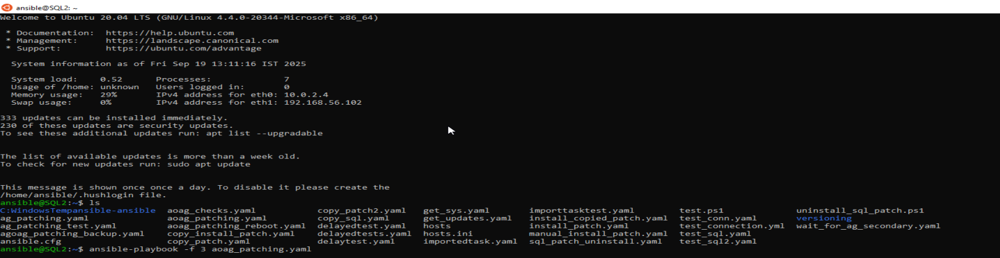 ansible@SQL2: ~
Welcome to Ubuntu 20.04 LTS (GNU/Linux 4.4.0-20344-Microsoft x86_64)
* Documentation:  https://help.ubuntu.com
* Management:     https://landscape.canonical.com
* Support:        https://ubuntu.com/advantage
System information as of Fri Sep 19 13:11:16 IST 2025
System load:    0.52      Processes:             7
Usage of /home: unknown   Users logged in:       0
Memory usage:   29%       IPv4 address for eth0: 10.0.2.4
Swap usage:     0%        IPv4 address for eth1: 192.168.56.102
333 updates can be installed immediately.
230 of these updates are security updates.
To see these additional updates run: apt list --upgradable
The list of available updates is more than a week old.
To check for new updates run: sudo apt update
This message is shown once once a day. To disable it please create the
/home/ansible/.hushlogin file.
ansible@SQL2:~$ ls
C:WindowsTempansible-ansible  aoag_checks.yaml  copy_patch2.yaml  get_sys.yaml  importtasktest.yaml  test.ps1  uninstall_sql_patch.ps1
ag_patching.yaml  aoag_patching.yaml  copy_sql.yaml  get_updates.yaml  install_copied_patch.yaml  test_conn.yaml  versioning
ag_patching_test.yaml  aoag_patching_reboot.yaml  delayedtest.yaml  hosts  install_patch.yaml  test_connection.yml  wait_for_ag_secondary.yaml
agoag_patching_backup.yaml  copy_install_patch.yaml  delayedtests.yaml  hosts.ini  manual_install_patch.yaml  test_sql.yaml
ansible.cfg  copy_patch.yaml  delaytest.yaml  importedtask.yaml  sql_patch_uninstall.yaml  test_sql2.yaml
ansible@SQL2:~$ ansible-playbook -f 3 aoag_patching.yaml